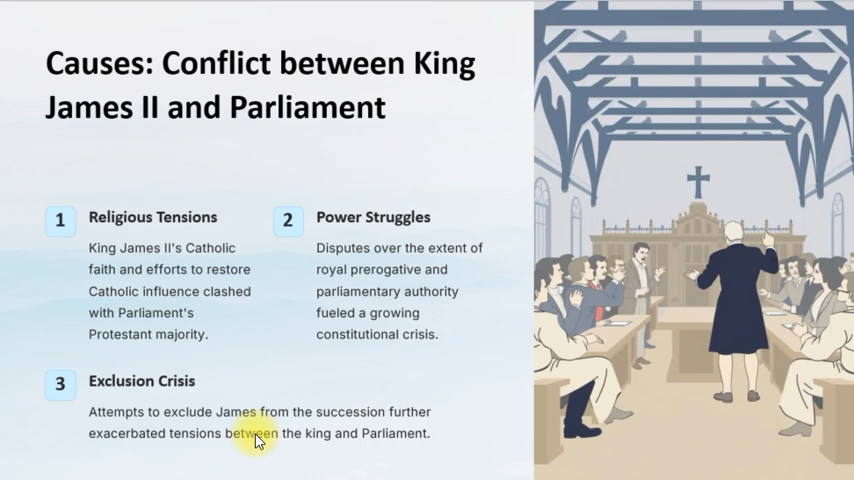 Causes: Conflict between King
James II and Parliament
1
Religious Tensions
King James II's Catholic
faith and efforts to restore
Catholic influence clashed
with Parliament's
Protestant majority.
2
Power Struggles
Disputes over the extent of
royal prerogative and
parliamentary authority
fueled a growing
constitutional crisis.
3
Exclusion Crisis
Attempts to exclude James from the succession further
exacerbated tensions between the king and Parliament.